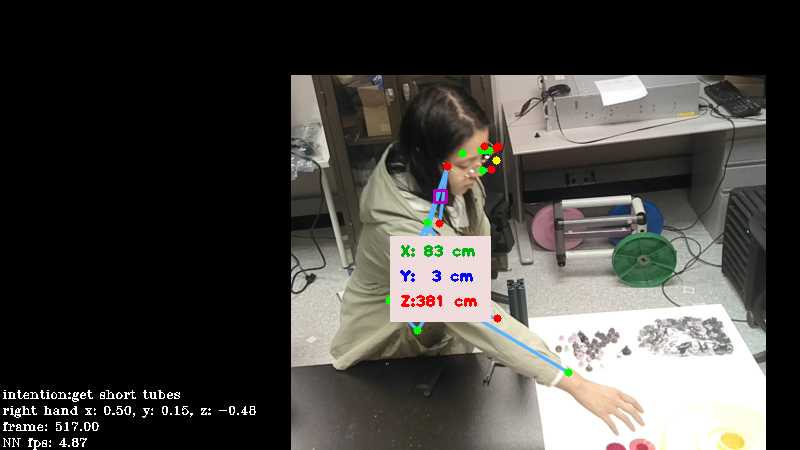 X: 83 cm
Y: 3 cm
Z:381 cm
intention:get short tubes
right hand x: 0.50, y: 0.15, z: −0.48
frame: 517.00
NN fps: 4.87